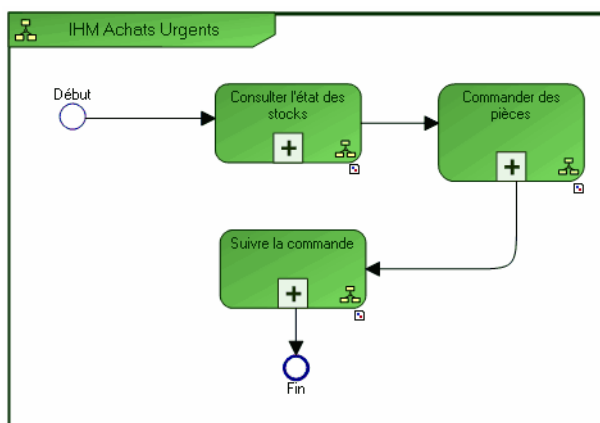 IHM Achats Urgents
Début
Consulter l'état des
stocks
Commander des
pièces
Suivre la commande
Fin